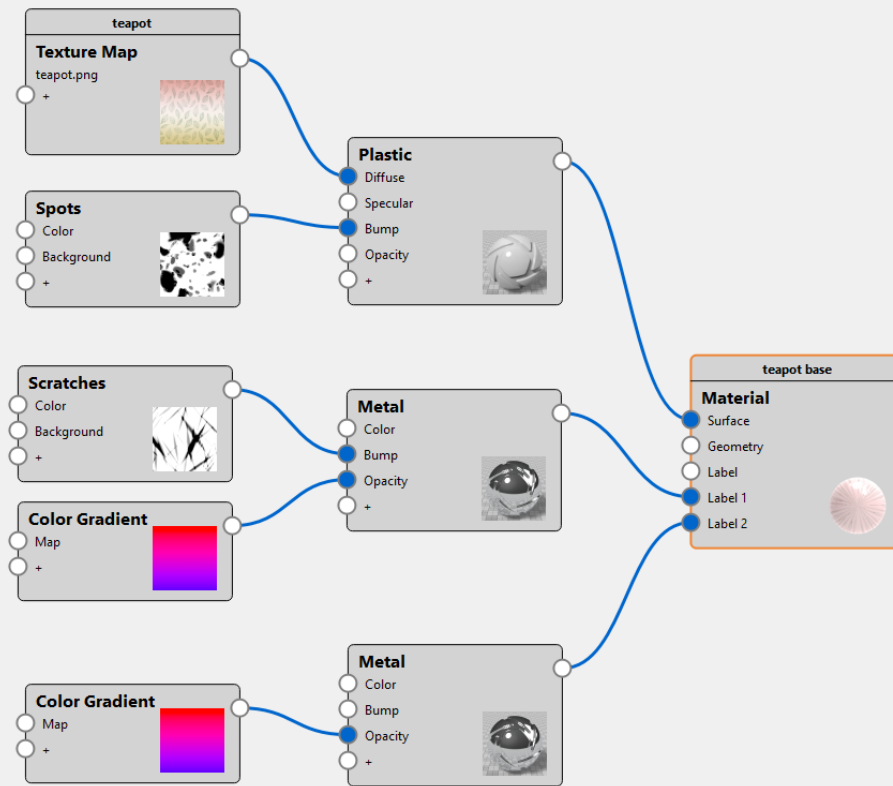 teapot
Texture Map
teapot.png
+
Spots
Color
Background
+
Scratches
Color
Background
+
Color Gradient
Map
+
Color Gradient
Map
+
Plastic
Diffuse
Specular
Bump
Opacity
+
Metal
Color
Bump
Opacity
+
Metal
Color
Bump
Opacity
+
teapot base
Material
Surface
Geometry
Label
Label 1
Label 2